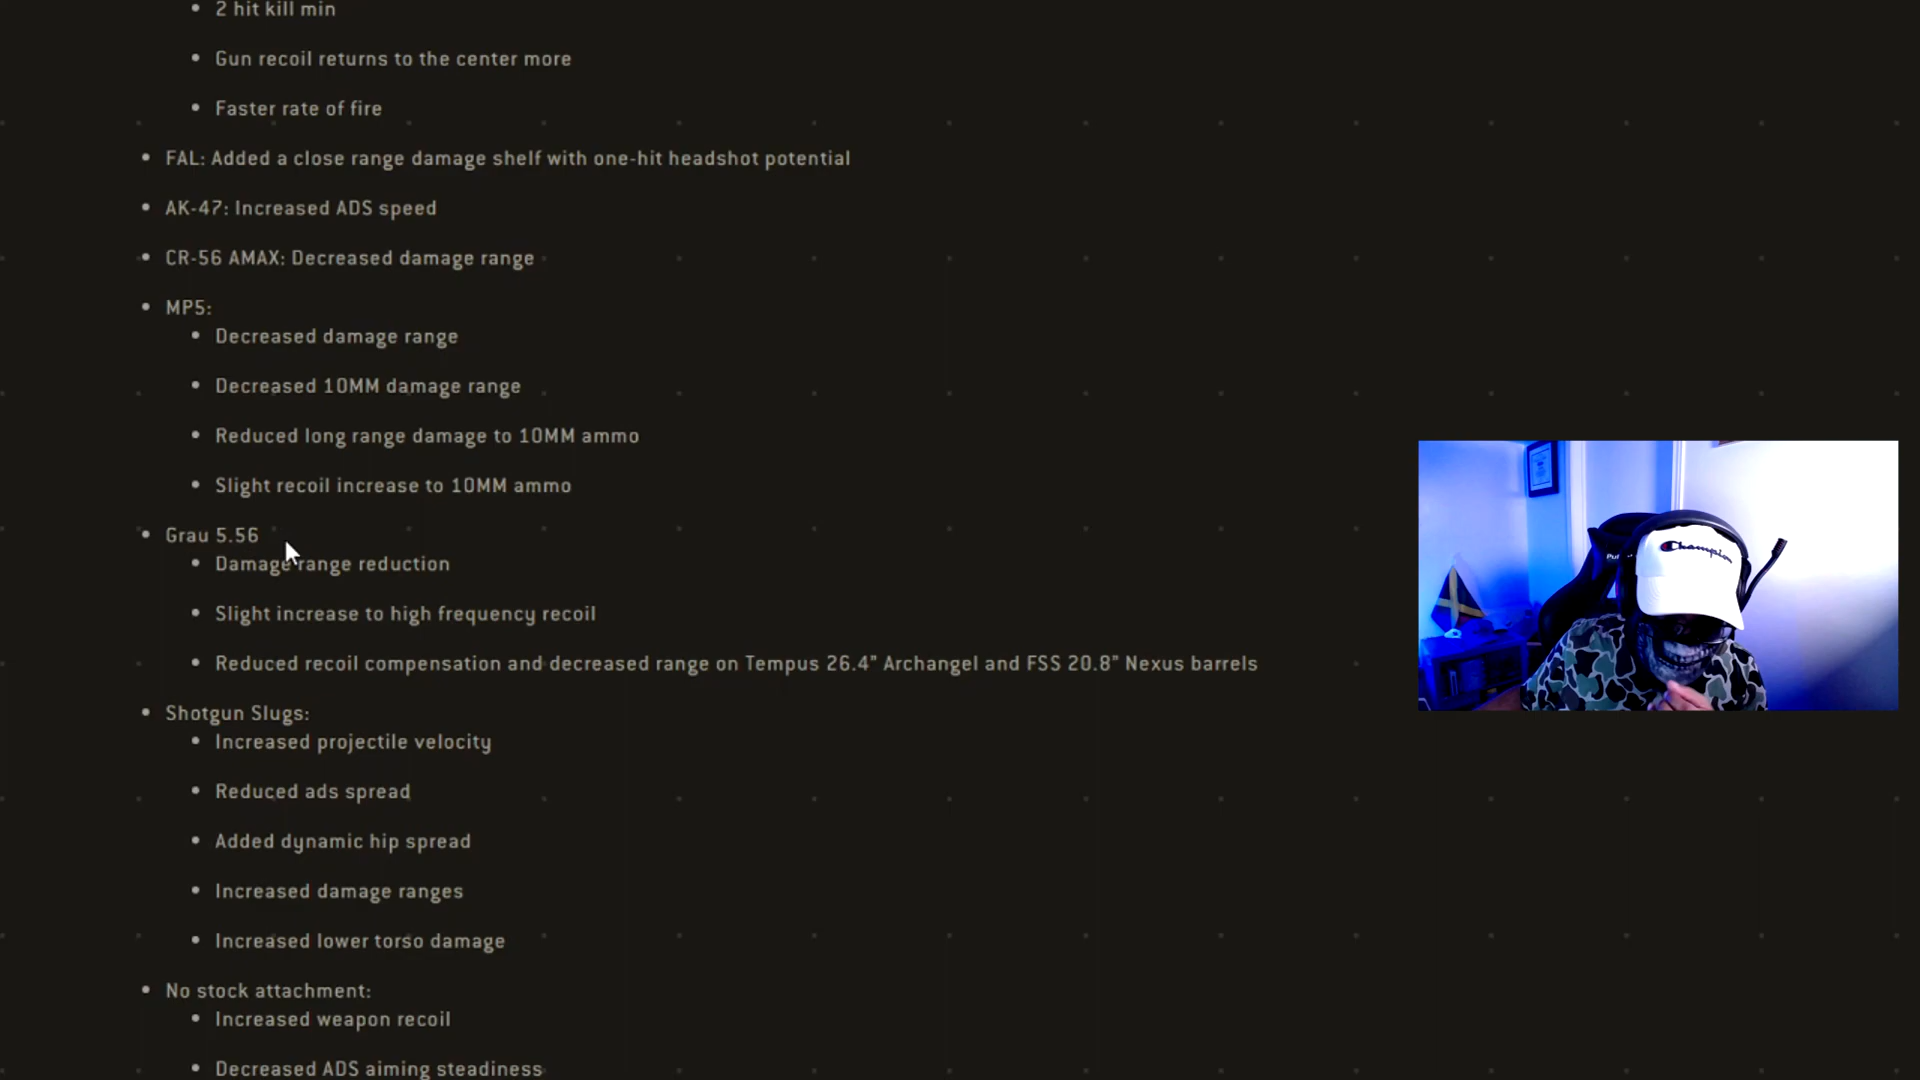 2 hit kill min
Gun recoil returns to the center more
Faster rate of fire
FAL: Added a close range damage shelf with one-hit headshot potential
AK-47: Increased ADS speed
CR-56 AMAX: Decreased damage range
MP5:
Decreased damage range
Decreased 10MM damage range
Reduced long range damage to 10MM ammo
Slight recoil increase to 10MM ammo
Grau 5.56
Damage range reduction
Slight increase to high frequency recoil
Reduced recoil compensation and decreased range on Tempus 26.4" Archangel and FSS 20.8" Nexus barrels
Shotgun Slugs:
Increased projectile velocity
Reduced ads spread
Added dynamic hip spread
Increased damage ranges
Increased lower torso damage
No stock attachment:
Increased weapon recoil
Decreased ADS aiming steadiness
Champion